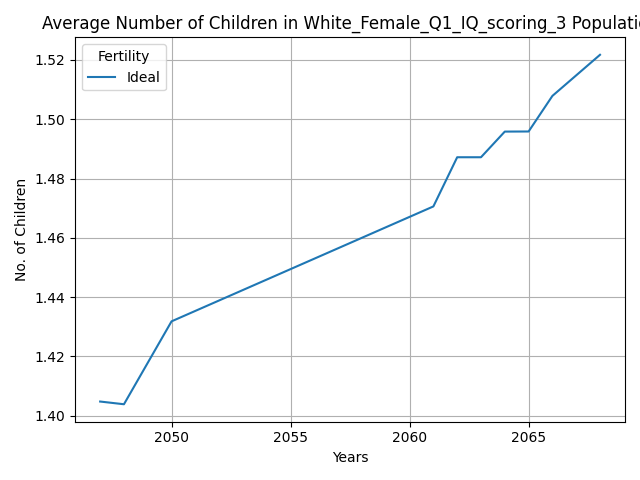 Average Number of Children in White_Female_Q1_IQ_scoring_3 Populatio
Fertility
Ideal
1.52
1.50
1.48
1.46
1.44
1.42
1.40
No. of Children
2050 2055 2060 2065
Years